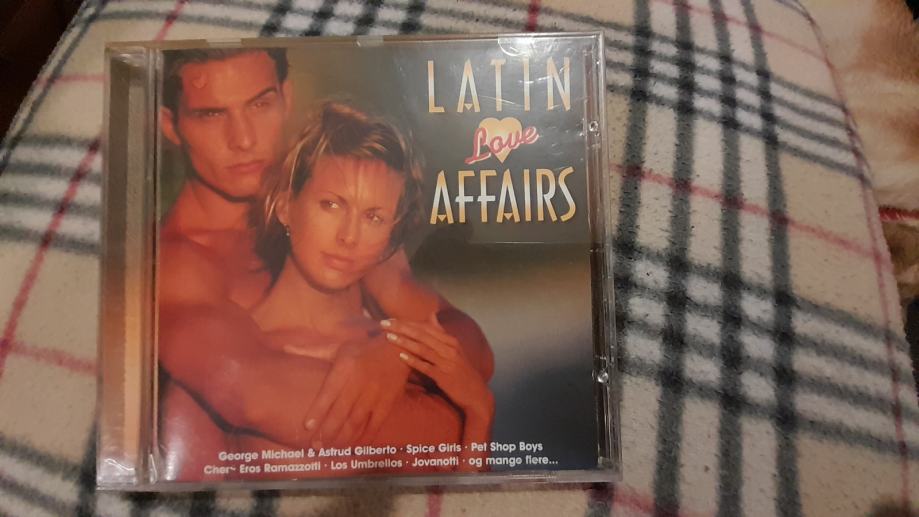 LATIN
Love
AFFAIRS
George Michael & Astrud Gilberto · Spice Girls · Pet Shop Boys
Cher~ Eros Ramazzotti · Los Umbrellos · Jovanotti · og mange flere...